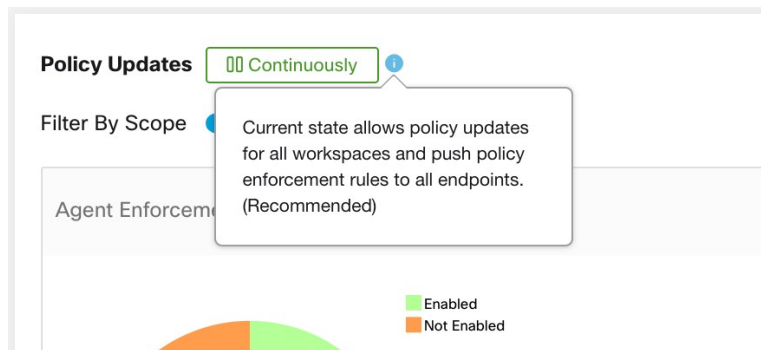 Policy Updates Continuously
Filter By Scope
Current state allows policy updates
for all workspaces and push policy
enforcement rules to all endpoints.
(Recommended)
Agent
Enabled
Not Enabled